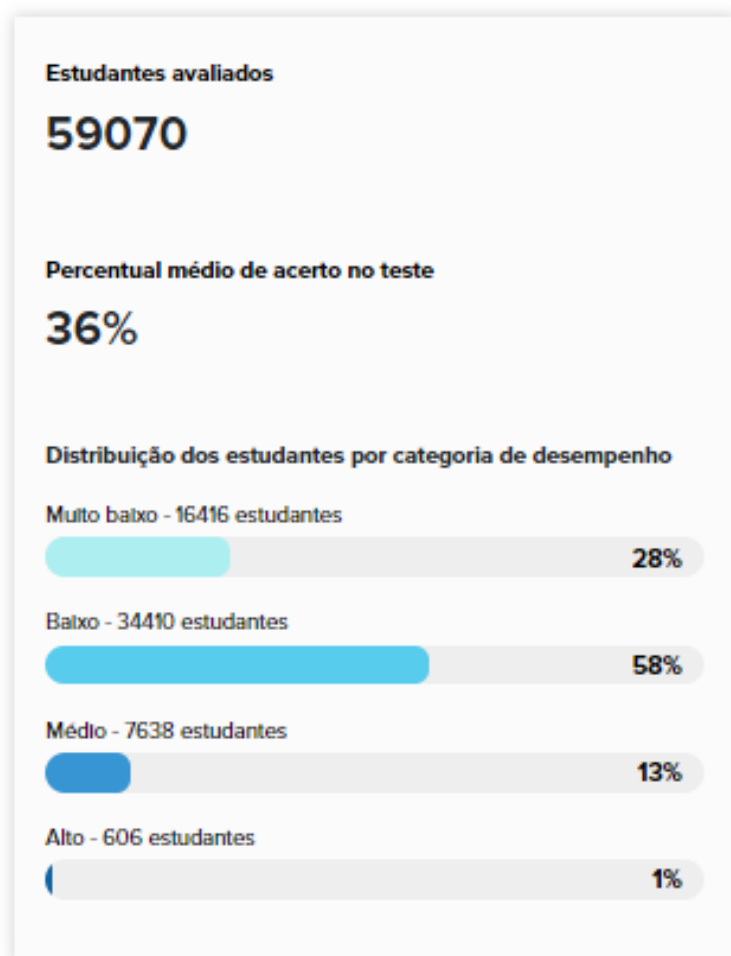 Estudantes avaliados
59070
Percentual médio de acerto no teste
36%
Distribuição dos estudantes por categoria de desempenho
Muito baixo - 16416 estudantes
28%
Baixo - 34410 estudantes
58%
Médio - 7638 estudantes
13%
Alto - 606 estudantes
1%